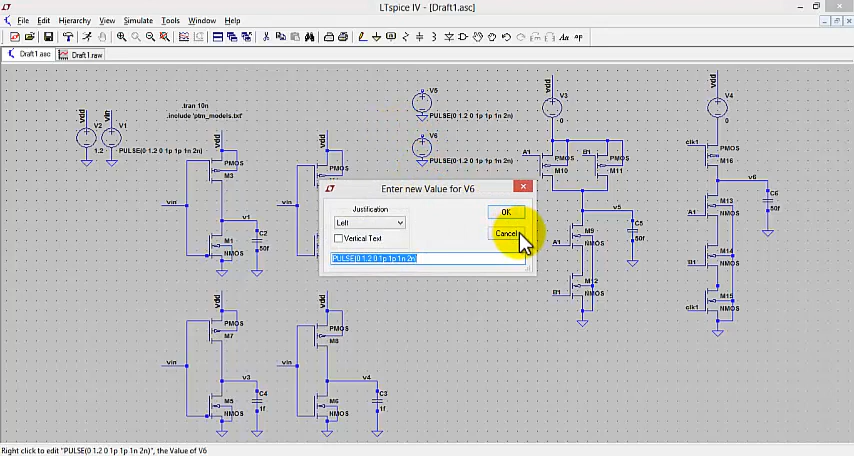 LTspice IV - [Draft1.asc]
File Edit Hierarchy View Simulate Tools Window Help
Draft1.asc Draft1.raw
.tran 10n
.include 'ptm_models.txt'
vdd vin
V2 V1
1.2 PULSE(0 1.2 0 1p 1p 1n 2n)
vdd
PMOS
M3
vin
v1
M1
NMOS
C2
50f
vdd
PMOS
vin
V5
PULSE(0 1.2 0 1p 1p 1n 2n)
V6
PULSE(0 1.2 0 1p 1p 1n 2n)
vdd
V3
0
A1
PMOS
M10
B1
PMOS
M11
v5
C5
50f
A1
M9
NMOS
B1
M12
NMOS
vdd
V4
0
clk1
PMOS
M16
v6
C6
50f
A1
M13
NMOS
B1
M14
NMOS
clk1
M15
NMOS
Enter new Value for V6
Justification
Left
Vertical Text
OK
Cancel
PULSE(0 1.2 0 1p 1p 1n 2n)
vdd
PMOS
M7
vin
v3
M5
NMOS
C4
1f
vdd
PMOS
M8
vin
v4
M6
NMOS
C3
1f
Right click to edit "PULSE(0 1.2 0 1p 1p 1n 2n)", the Value of V6